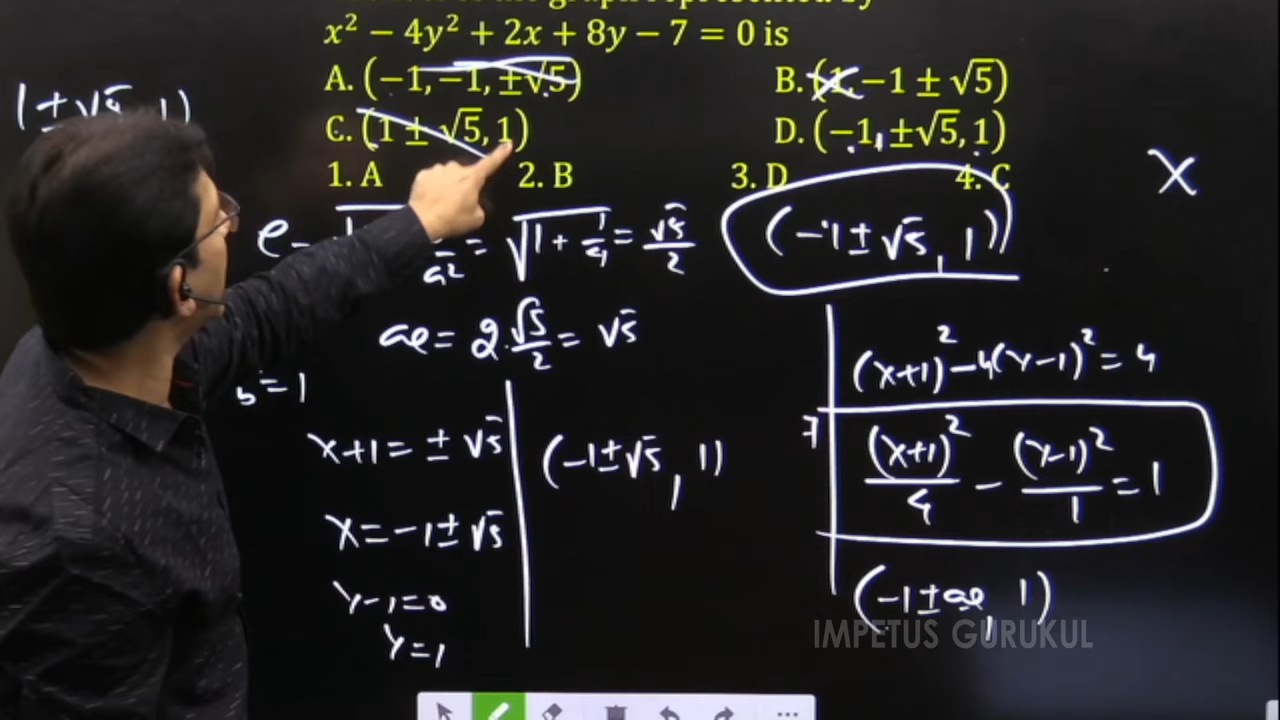 x² − 4y² + 2x + 8y − 7 = 0 is
A. (−1, −1, ±√5) B. (1, −1 ± √5)
C. (1 ± √5, 1) D. (−1, ±√5, 1)
1. A 2. B 3. D 4. C
X
= √1 + 1/4 = √5/2
(−1 ± √5, 1)
ae = 2 · √5/2 = √5
(x+1)² − 4(y−1)² = 4
b² = 1
x+1 = ± √5
(−1 ± √5, 1)
(x+1)²/4 − (y−1)²/1 = 1
x = −1 ± √5
y−1 = 0
y = 1
(−1 ± ae, 1)
IMPETUS GURUKUL